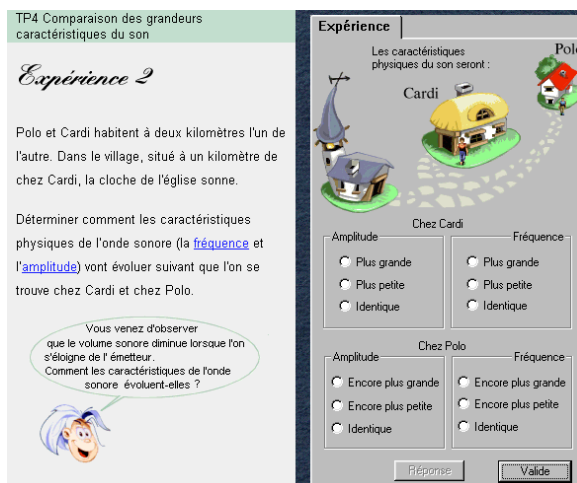 TP4 Comparaison des grandeurs
caractéristiques du son
Expérience 2
Polo et Cardi habitent à deux kilomètres l'un de
l'autre. Dans le village, situé à un kilomètre de
chez Cardi, la cloche de l'église sonne.
Déterminer comment les caractéristiques
physiques de l'onde sonore (la fréquence et
l'amplitude) vont évoluer suivant que l'on se
trouve chez Cardi et chez Polo.
Vous venez d'observer
que le volume sonore diminue lorsque l'on
s'éloigne de l' émetteur.
Comment les caractéristiques de l'onde
sonore évoluent-elles ?
Expérience
Les caractéristiques
physiques du son seront :
Polo
Cardi
Chez Cardi
Amplitude
Plus grande
Plus petite
Identique
Fréquence
Plus grande
Plus petite
Identique
Chez Polo
Amplitude
Encore plus grande
Encore plus petite
Identique
Fréquence
Encore plus grande
Encore plus petite
Identique
Réponse
Valide